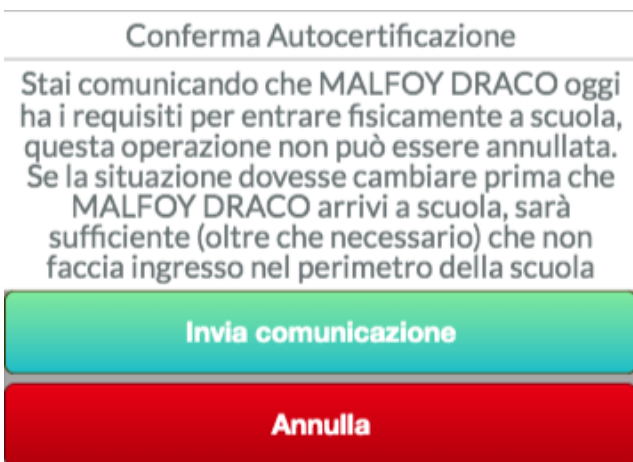 Conferma Autocertificazione
Stai comunicando che MALFOY DRACO oggi
ha i requisiti per entrare fisicamente a scuola,
questa operazione non può essere annullata.
Se la situazione dovesse cambiare prima che
MALFOY DRACO arrivi a scuola, sarà
sufficiente (oltre che necessario) che non
faccia ingresso nel perimetro della scuola
Invia comunicazione
Annulla